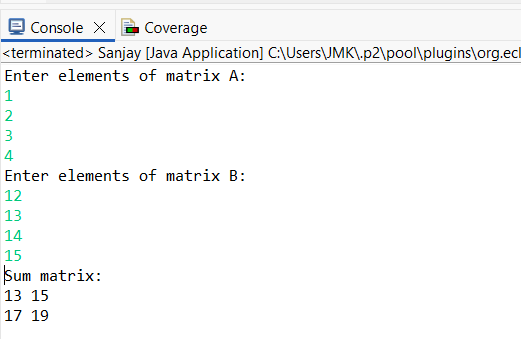 Console Coverage
<terminated> Sanjay [Java Application] C:\Users\JMK\.p2\pool\plugins\org.ecl
Enter elements of matrix A:
1
2
3
4
Enter elements of matrix B:
12
13
14
15
Sum matrix:
13 15
17 19